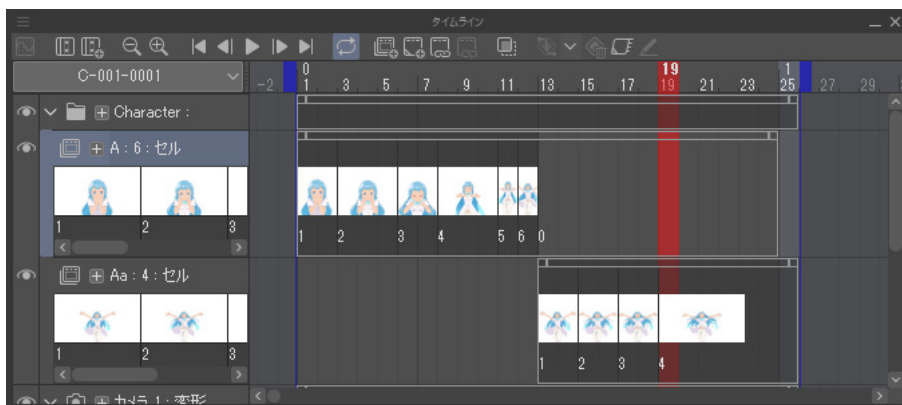 タイムライン
C-001-0001
0 19 1
-2 1 3 5 7 9 11 13 15 17 19 21 23 25 27 29
Character :
A : 6 : セル
1 2 3
1 2 3 4 5 6 0
Aa : 4 : セル
1 2 3
1 2 3 4
カメラ 1 : 変形